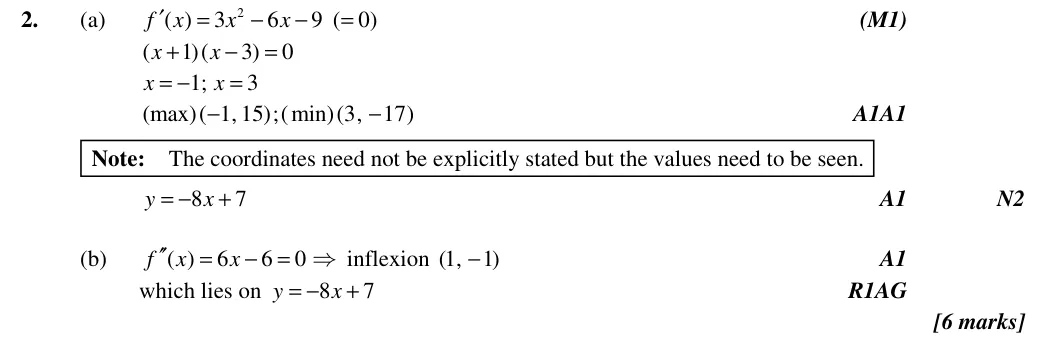 2. (a) f′(x) = 3x² − 6x − 9 (= 0) (M1)
(x + 1)(x − 3) = 0
x = −1; x = 3
(max)(−1, 15);(min)(3, −17) A1A1
Note: The coordinates need not be explicitly stated but the values need to be seen.
y = −8x + 7 A1 N2
(b) f″(x) = 6x − 6 = 0 ⇒ inflexion (1, −1) A1
which lies on y = −8x + 7 R1AG
[6 marks]